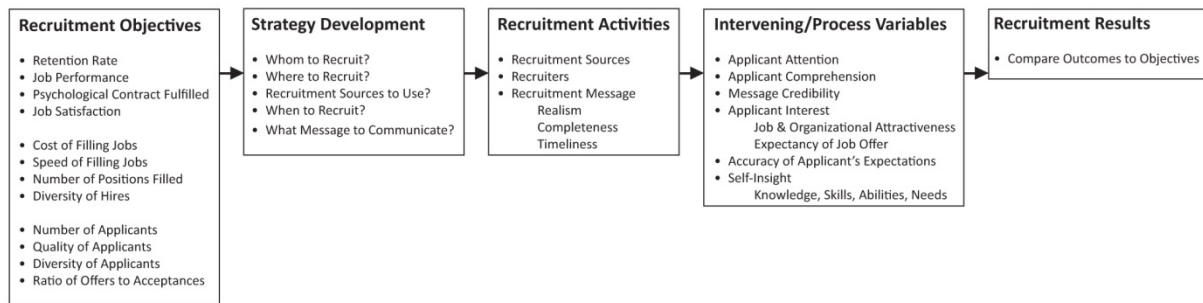 Recruitment Objectives
• Retention Rate
• Job Performance
• Psychological Contract Fulfilled
• Job Satisfaction
• Cost of Filling Jobs
• Speed of Filling Jobs
• Number of Positions Filled
• Diversity of Hires
• Number of Applicants
• Quality of Applicants
• Diversity of Applicants
• Ratio of Offers to Acceptances
Strategy Development
• Whom to Recruit?
• Where to Recruit?
• Recruitment Sources to Use?
• When to Recruit?
• What Message to Communicate?
Recruitment Activities
• Recruitment Sources
• Recruiters
• Recruitment Message
Realism
Completeness
Timeliness
Intervening/Process Variables
• Applicant Attention
• Applicant Comprehension
• Message Credibility
• Applicant Interest
Job & Organizational Attractiveness
Expectancy of Job Offer
• Accuracy of Applicant’s Expectations
• Self-Insight
Knowledge, Skills, Abilities, Needs
Recruitment Results
• Compare Outcomes to Objectives